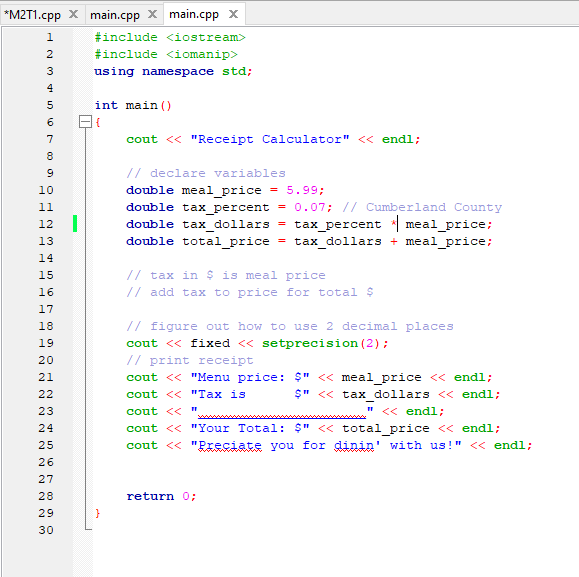 *M2T1.cpp X main.cpp X main.cpp X
1 #include <iostream>
2 #include <iomanip>
3 using namespace std;
4
5 int main()
6 {
7 cout << "Receipt Calculator" << endl;
8
9 // declare variables
10 double meal_price = 5.99;
11 double tax_percent = 0.07; // Cumberland County
12 double tax_dollars = tax_percent * meal_price;
13 double total_price = tax_dollars + meal_price;
14
15 // tax in $ is meal price
16 // add tax to price for total $
17
18 // figure out how to use 2 decimal places
19 cout << fixed << setprecision(2);
20 // print receipt
21 cout << "Menu price: $" << meal_price << endl;
22 cout << "Tax is      $" << tax_dollars << endl;
23 cout << "_____________________" << endl;
24 cout << "Your Total: $" << total_price << endl;
25 cout << "Preciate you for dinin' with us!" << endl;
26
27
28 return 0;
29 }
30